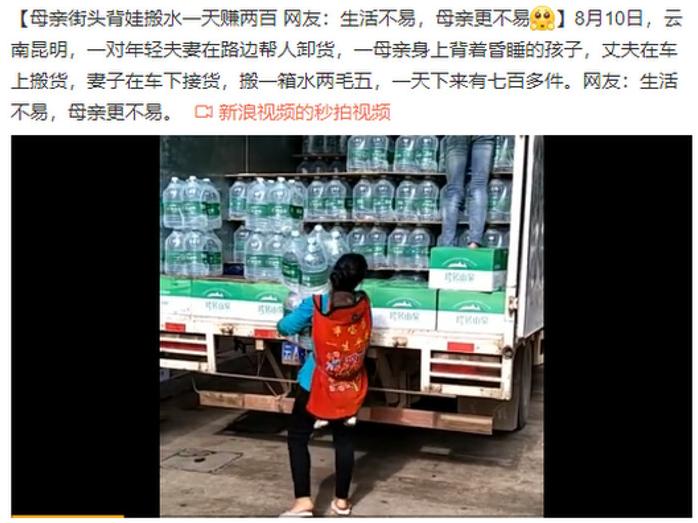 【母亲街头背娃搬水一天赚两百 网友：生活不易，母亲更不易🥺】8月10日，云
南昆明，一对年轻夫妻在路边帮人卸货，一母亲身上背着昏睡的孩子，丈夫在车
上搬货，妻子在车下接货，搬一箱水两毛五，一天下来有七百多件。网友：生活
不易，母亲更不易。 新浪视频的秒拍视频